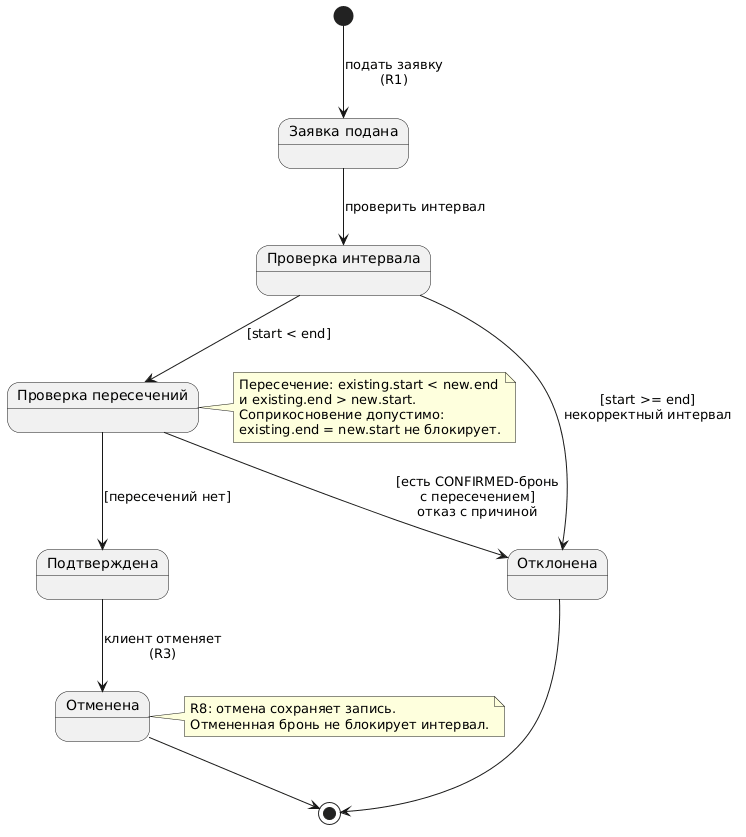 подать заявку
(R1)
Заявка подана
проверить интервал
Проверка интервала
[start < end]
Проверка пересечений
Пересечение: existing.start < new.end
и existing.end > new.start.
Соприкосновение допустимо:
existing.end = new.start не блокирует.
[start >= end]
некорректный интервал
[пересечений нет]
[есть CONFIRMED-бронь
с пересечением]
отказ с причиной
Подтверждена
Отклонена
клиент отменяет
(R3)
Отменена
R8: отмена сохраняет запись.
Отмененная бронь не блокирует интервал.